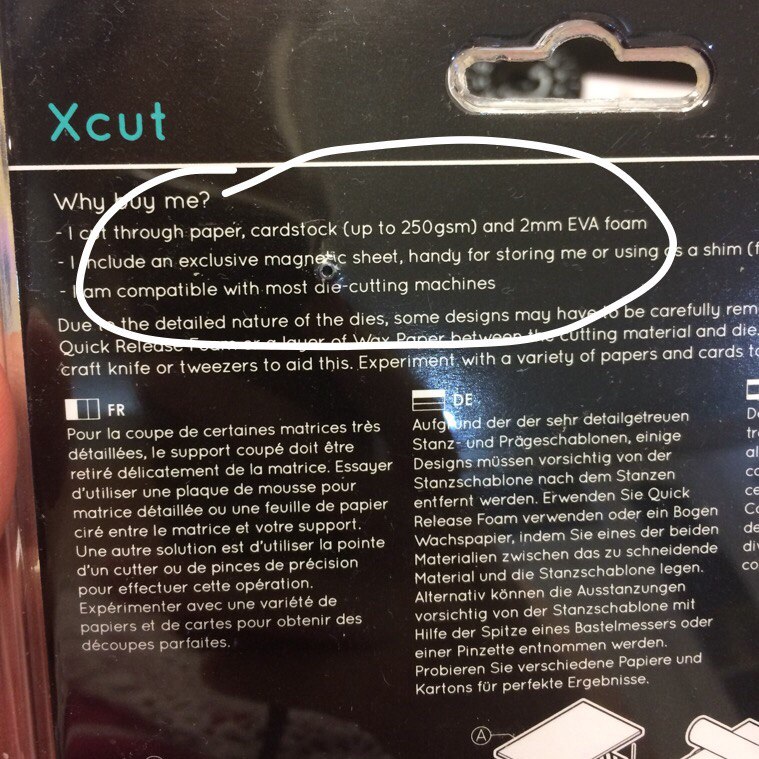 Xcut
Why buy me?
- I cut through paper, cardstock (up to 250gsm) and 2mm EVA foam
- I include an exclusive magnetic sheet, handy for storing me or using as a shim (f
- I am compatible with most die-cutting machines
Due to the detailed nature of the dies, some designs may have to be carefully rem
Quick Release Foam or a layer of Wax Paper between the cutting material and die.
craft knife or tweezers to aid this. Experiment with a variety of papers and cards to
FR
Pour la coupe de certaines matrices très
détaillées, le support coupé doit être
retiré délicatement de la matrice. Essayer
d'utiliser une plaque de mousse pour
matrice détaillée ou une feuille de papier
ciré entre le matrice et votre support.
Une autre solution est d'utiliser la pointe
d'un cutter ou de pinces de précision
pour effectuer cette opération.
Expérimenter avec une variété de
papiers et de cartes pour obtenir des
découpes parfaites.
DE
Aufgrund der der sehr detailgetreuen
Stanz- und Prägeschablonen, einige
Designs müssen vorsichtig von der
Stanzschablone nach dem Stanzen
entfernt werden. Erwenden Sie Quick
Release Foam verwenden oder ein Bogen
Wachspapier, indem Sie eines der beiden
Materialien zwischen das zu schneidende
Material und die Stanzschablone legen.
Alternativ können die Ausstanzungen
vorsichtig von der Stanzschablone mit
Hilfe der Spitze eines Bastelmessers oder
einer Pinzette entnommen werden.
Probieren Sie verschiedene Papiere und
Kartons für perfekte Ergebnisse.
A